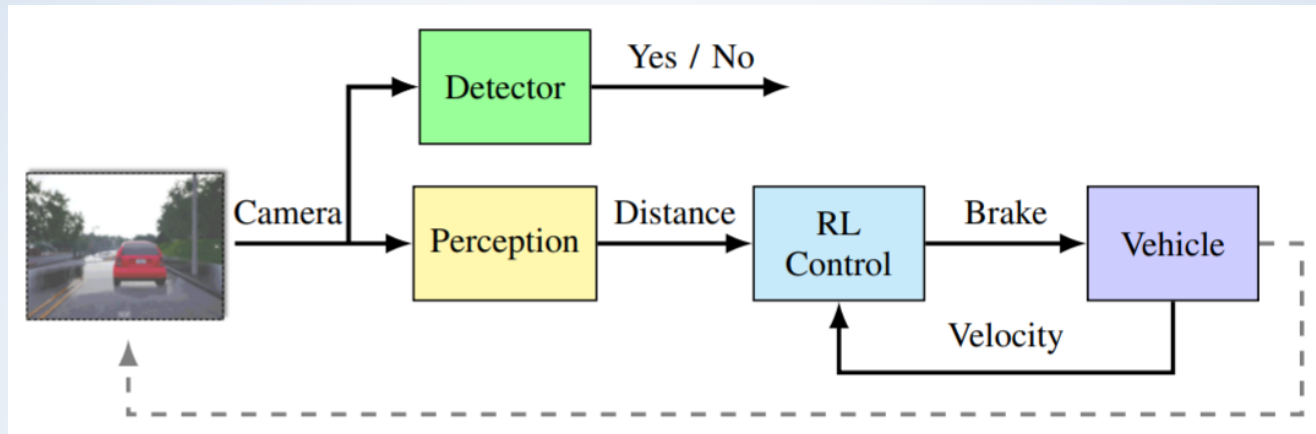 Detector
Yes / No
Camera
Perception
Distance
RL
Control
Brake
Vehicle
Velocity